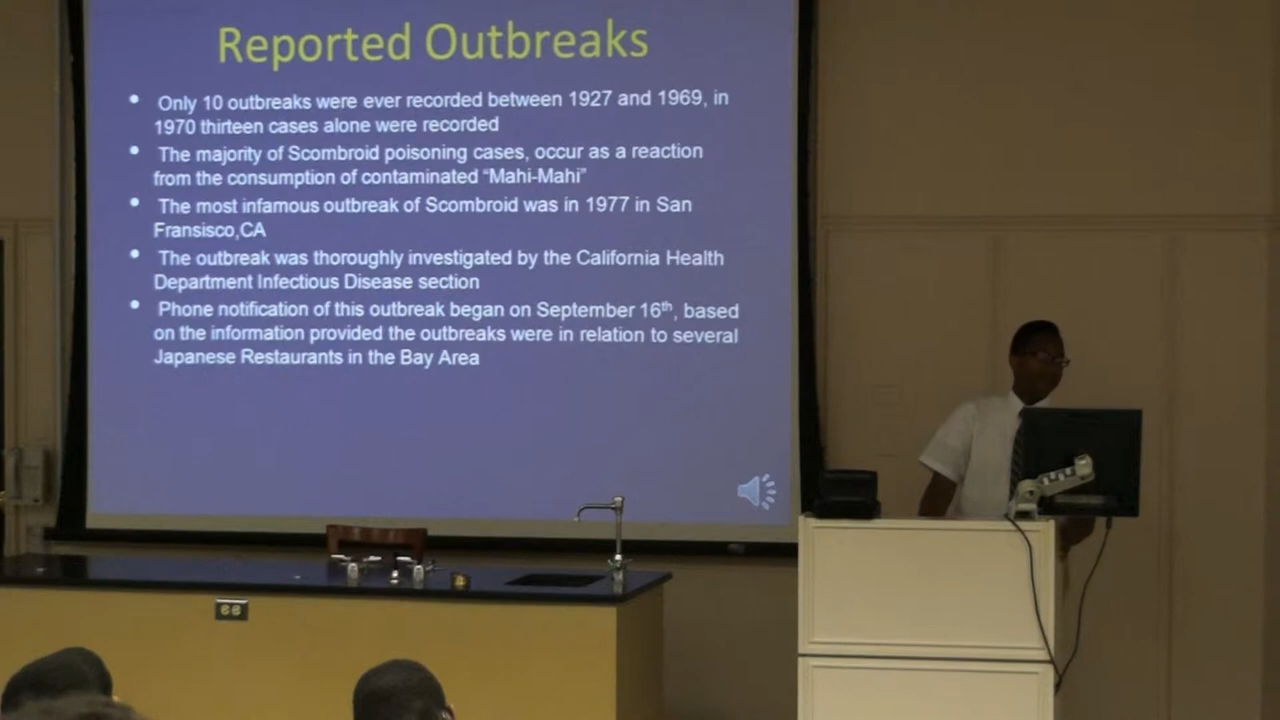 Reported Outbreaks
• Only 10 outbreaks were ever recorded between 1927 and 1969, in
1970 thirteen cases alone were recorded
• The majority of Scombroid poisoning cases, occur as a reaction
from the consumption of contaminated “Mahi-Mahi”
• The most infamous outbreak of Scombroid was in 1977 in San
Fransisco,CA
• The outbreak was thoroughly investigated by the California Health
Department Infectious Disease section
• Phone notification of this outbreak began on September 16th, based
on the information provided the outbreaks were in relation to several
Japanese Restaurants in the Bay Area